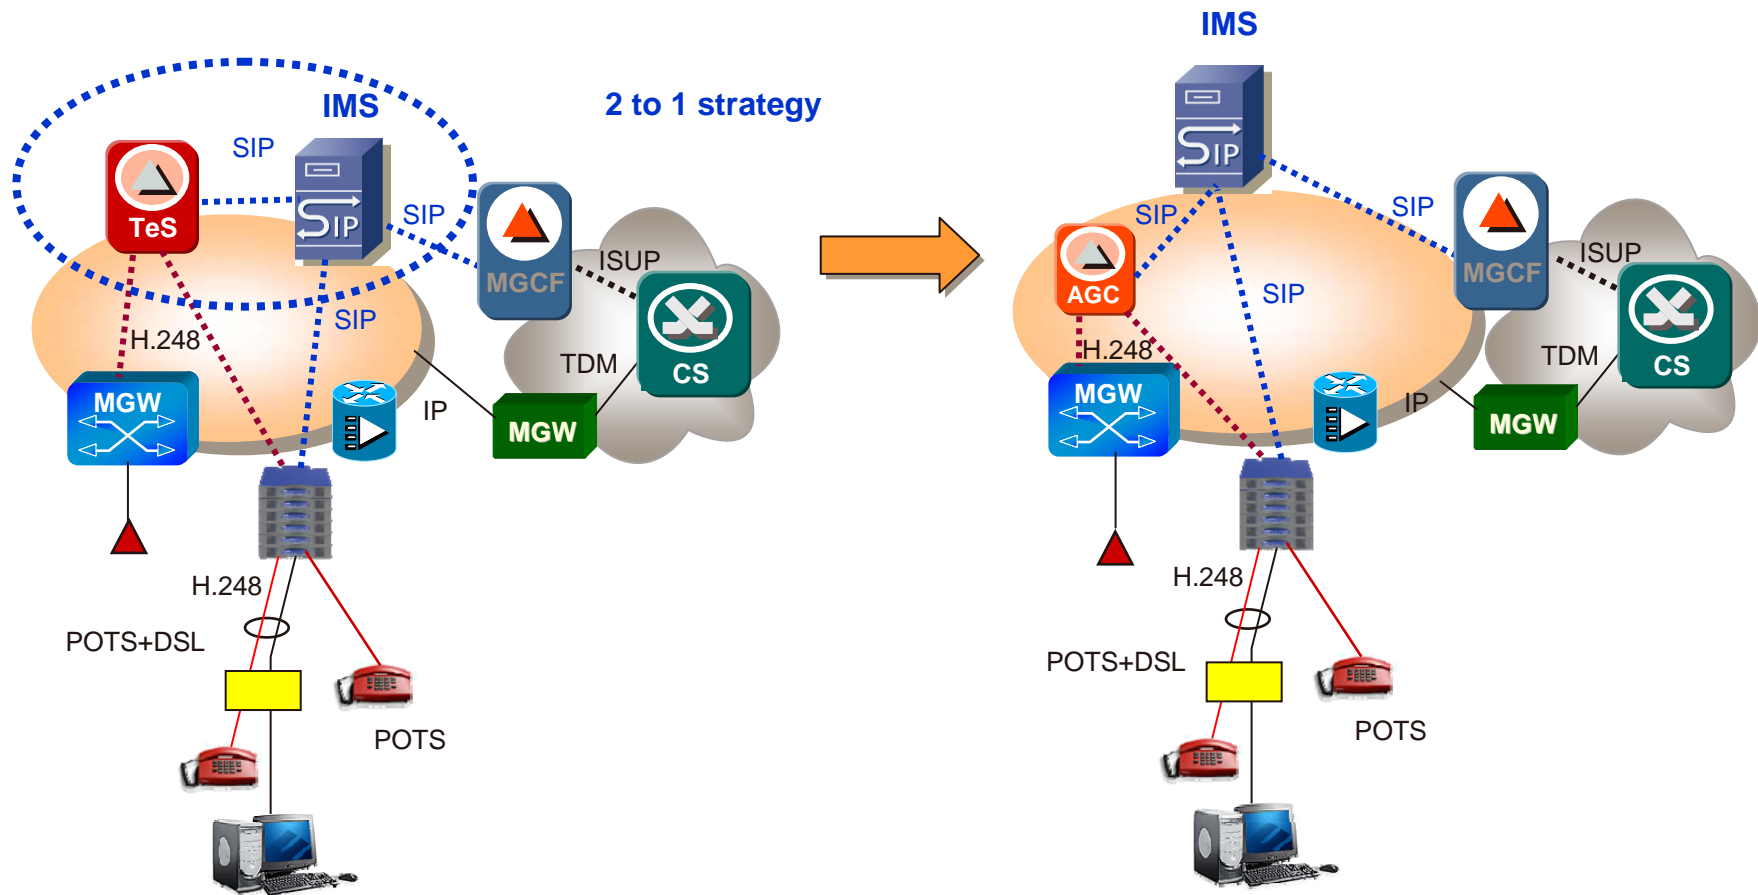 IMS
2 to 1 strategy
SIP
TeS
SIP
SIP
MGCF
ISUP
SIP
H.248
CS
TDM
MGW
IP
MGW
H.248
POTS+DSL
POTS
IMS
SIP
SIP
SIP
MGCF
ISUP
AGC
SIP
H.248
CS
TDM
MGW
IP
MGW
H.248
POTS+DSL
POTS